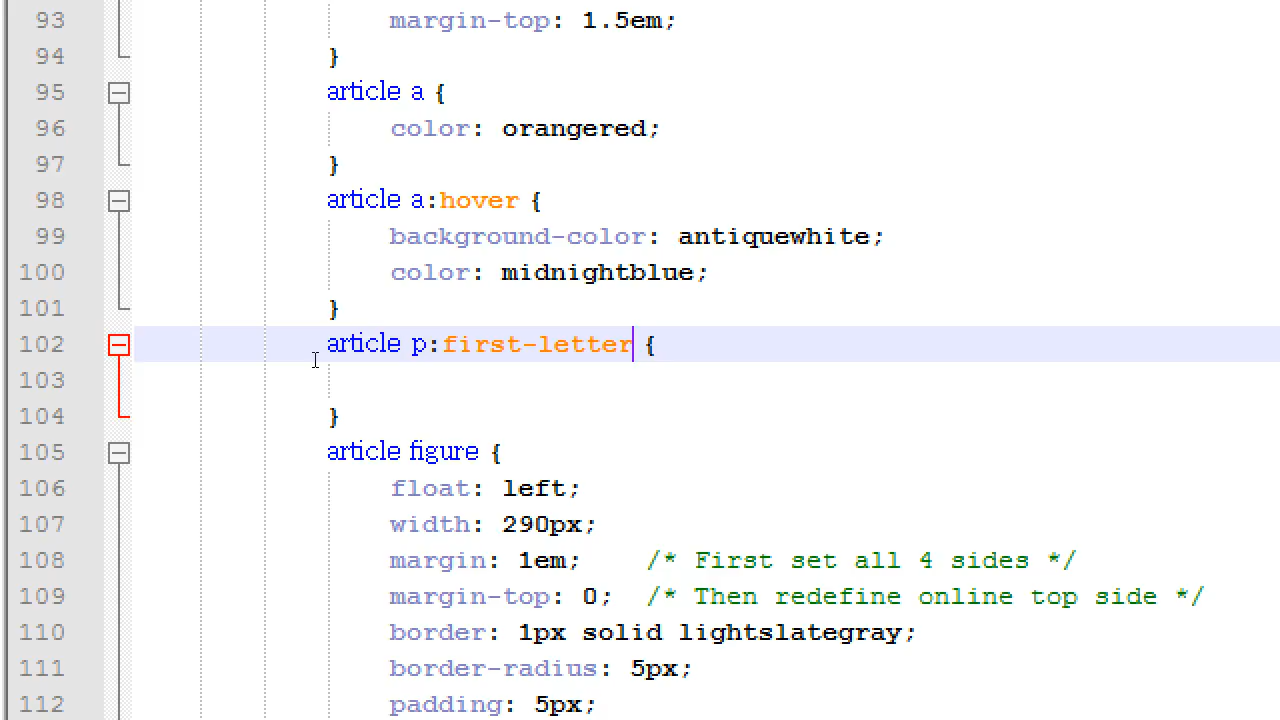 93 margin-top: 1.5em;
94 }
95 article a {
96 color: orangered;
97 }
98 article a:hover {
99 background-color: antiquewhite;
100 color: midnightblue;
101 }
102 article p:first-letter {
103
104 }
105 article figure {
106 float: left;
107 width: 290px;
108 margin: 1em; /* First set all 4 sides */
109 margin-top: 0; /* Then redefine online top side */
110 border: 1px solid lightslategray;
111 border-radius: 5px;
112 padding: 5px;